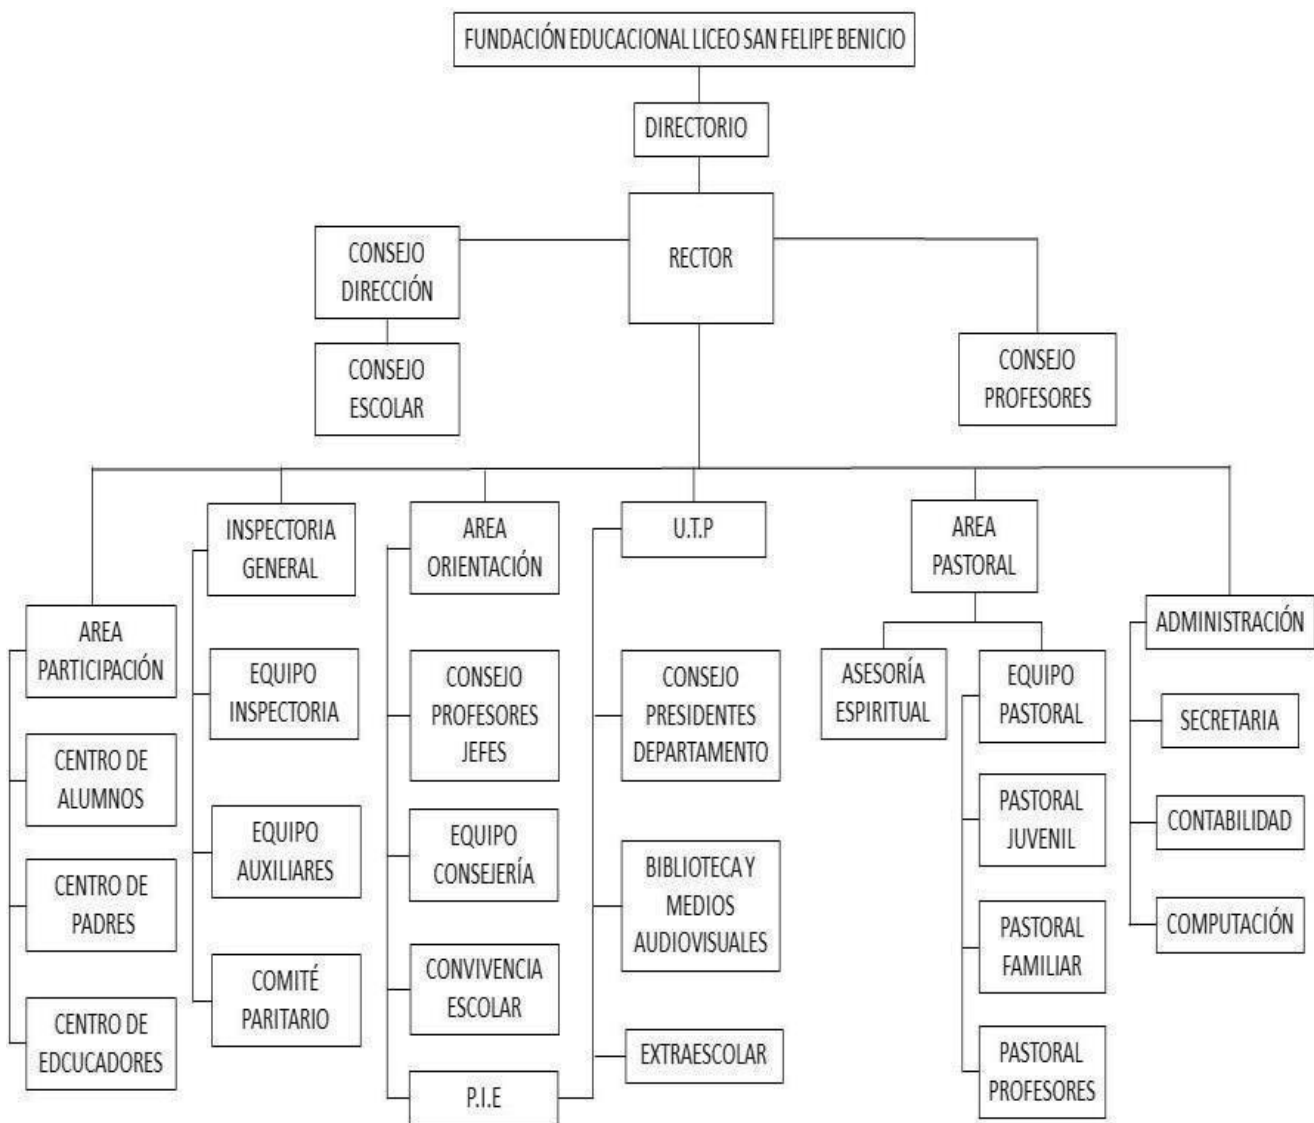 FUNDACIÓN EDUCACIONAL LICEO SAN FELIPE BENICIO
DIRECTORIO
RECTOR
CONSEJO
DIRECCIÓN
CONSEJO
ESCOLAR
CONSEJO
PROFESORES
AREA
PARTICIPACIÓN
CENTRO DE
ALUMNOS
CENTRO DE
PADRES
CENTRO DE
EDCUCADORES
INSPECTORIA
GENERAL
EQUIPO
INSPECTORIA
EQUIPO
AUXILIARES
COMITÉ
PARITARIO
AREA
ORIENTACIÓN
CONSEJO
PROFESORES
JEFES
EQUIPO
CONSEJERÍA
CONVIVENCIA
ESCOLAR
P.I.E
U.T.P
CONSEJO
PRESIDENTES
DEPARTAMENTO
BIBLIOTECA Y
MEDIOS
AUDIOVISUALES
EXTRAESCOLAR
AREA
PASTORAL
ASESORÍA
ESPIRITUAL
EQUIPO
PASTORAL
PASTORAL
JUVENIL
PASTORAL
FAMILIAR
PASTORAL
PROFESORES
ADMINISTRACIÓN
SECRETARIA
CONTABILIDAD
COMPUTACIÓN